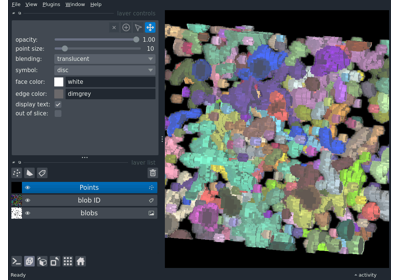 File View Plugins Window Help
layer controls
opacity: 1.00
point size: 10
blending: translucent
symbol: disc
face color: white
edge color: dimgrey
display text:
out of slice:
layer list
Points
blob ID
blobs
Ready
activity